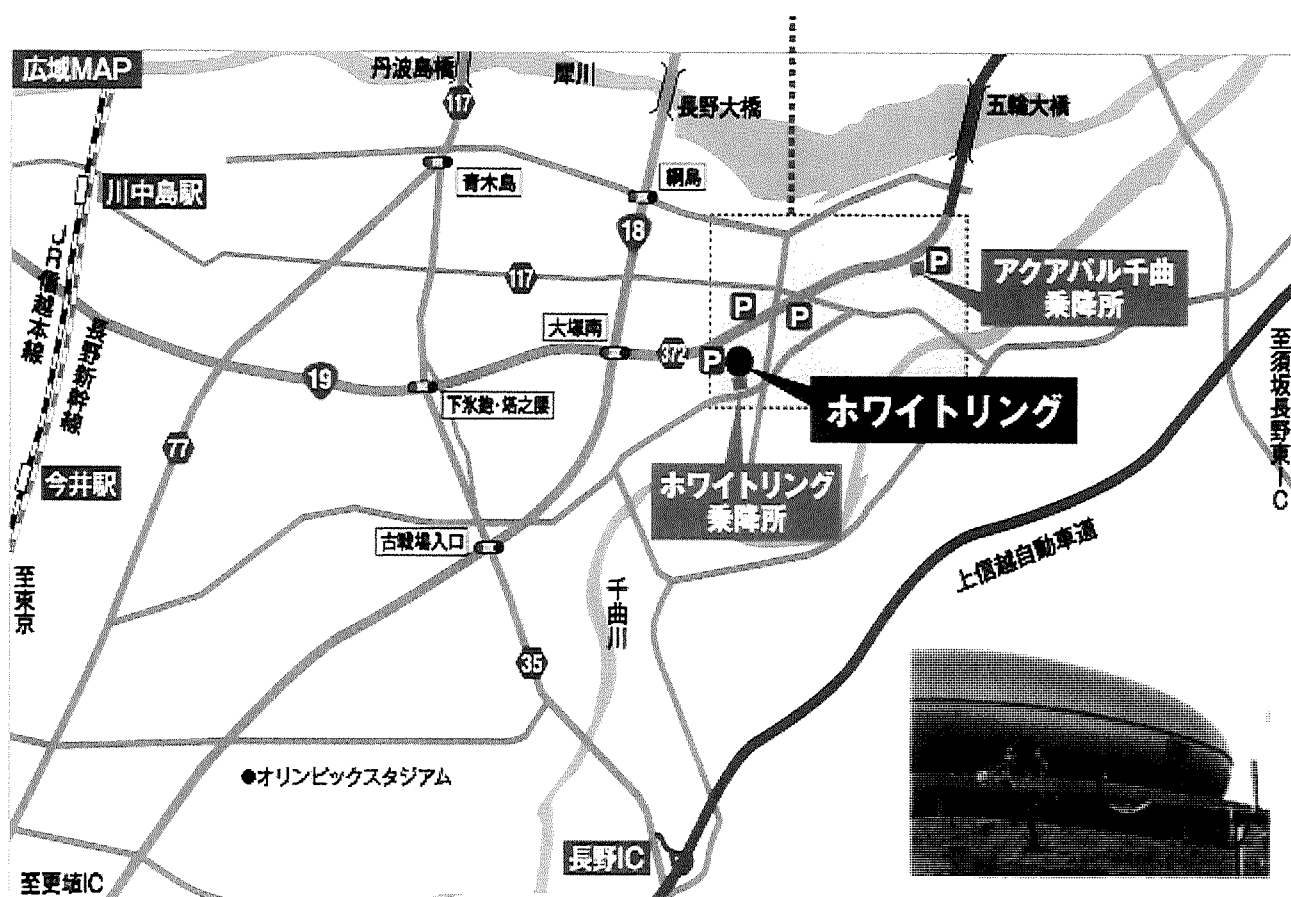 広域MAP
丹波島橋
犀川
長野大橋
五輪大橋
117
川中島駅
青木島
綱島
18
JR信越本線
長野新幹線
117
P
アクアパル千曲
乗降所
P
P
大塚南
372
P
至須坂長野東IC
19
下氷鉋・塔之腰
ホワイトリング
77
今井駅
ホワイトリング
乗降所
古戦場入口
上信越自動車道
至東京
千曲川
35
●オリンピックスタジアム
長野IC
至更埴IC